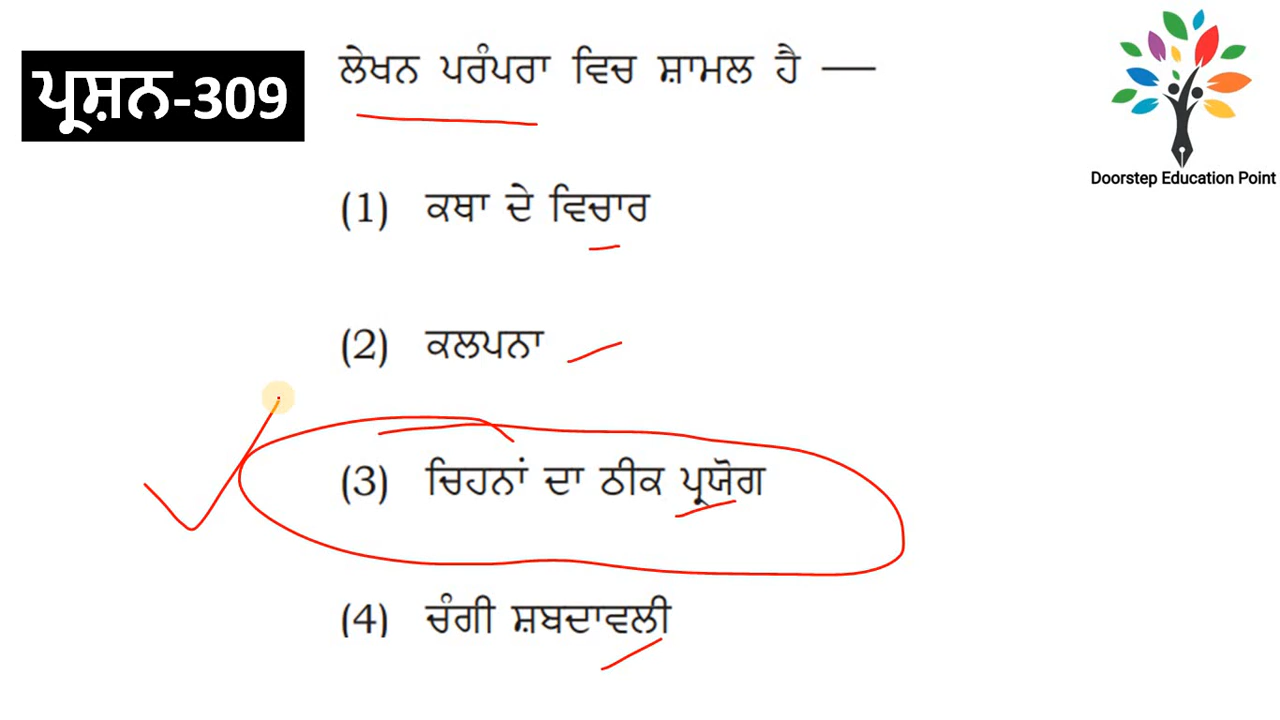 ਪ੍ਰਸ਼ਨ-309
ਲੇਖਨ ਪਰੰਪਰਾ ਵਿਚ ਸ਼ਾਮਲ ਹੈ —
(1) ਕਥਾ ਦੇ ਵਿਚਾਰ
(2) ਕਲਪਨਾ
(3) ਚਿਹਨਾਂ ਦਾ ਠੀਕ ਪ੍ਰਯੋਗ
(4) ਚੰਗੀ ਸ਼ਬਦਾਵਲੀ
Doorstep Education Point